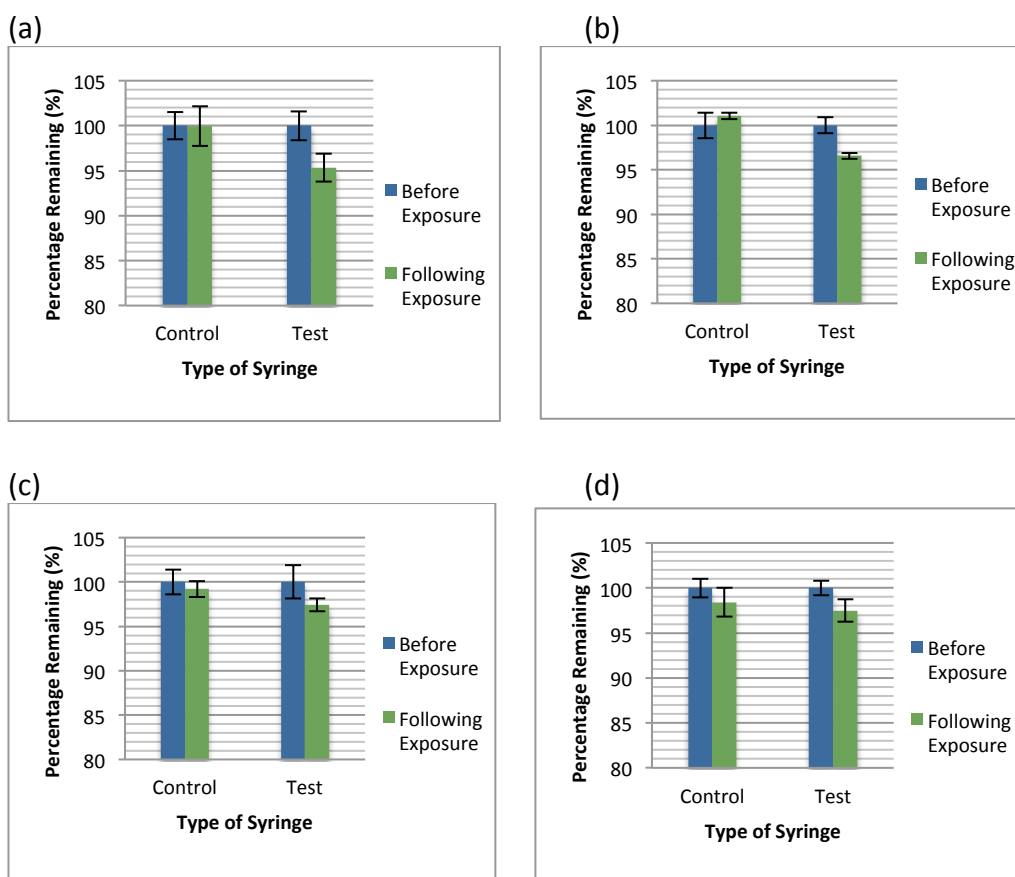 (a)
Percentage Remaining (%)
105
100
95
90
85
80
Control
Test
Type of Syringe
Before
Exposure
Following
Exposure
(b)
Percentage Remaining (%)
105
100
95
90
85
80
Control
Test
Type of Syringe
Before
Exposure
Following
Exposure
(c)
Percentage Remaining (%)
105
100
95
90
85
80
Control
Test
Type of Syringe
Before
Exposure
Following
Exposure
(d)
Percentage Remaining (%)
105
100
95
90
85
80
Control
Test
Type of Syringe
Before
Exposure
Following
Exposure